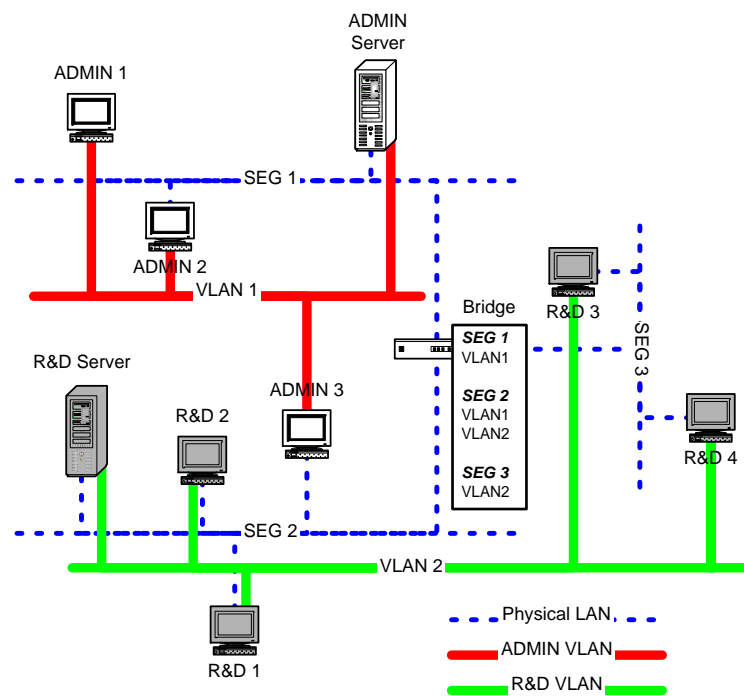 ADMIN
Server
ADMIN 1
SEG 1
ADMIN 2
VLAN 1
R&D 3
Bridge
SEG 1
VLAN1
SEG 2
VLAN1
VLAN2
SEG 3
VLAN2
SEG 3
R&D Server
ADMIN 3
R&D 2
R&D 4
SEG 2
VLAN 2
R&D 1
Physical LAN
ADMIN VLAN
R&D VLAN